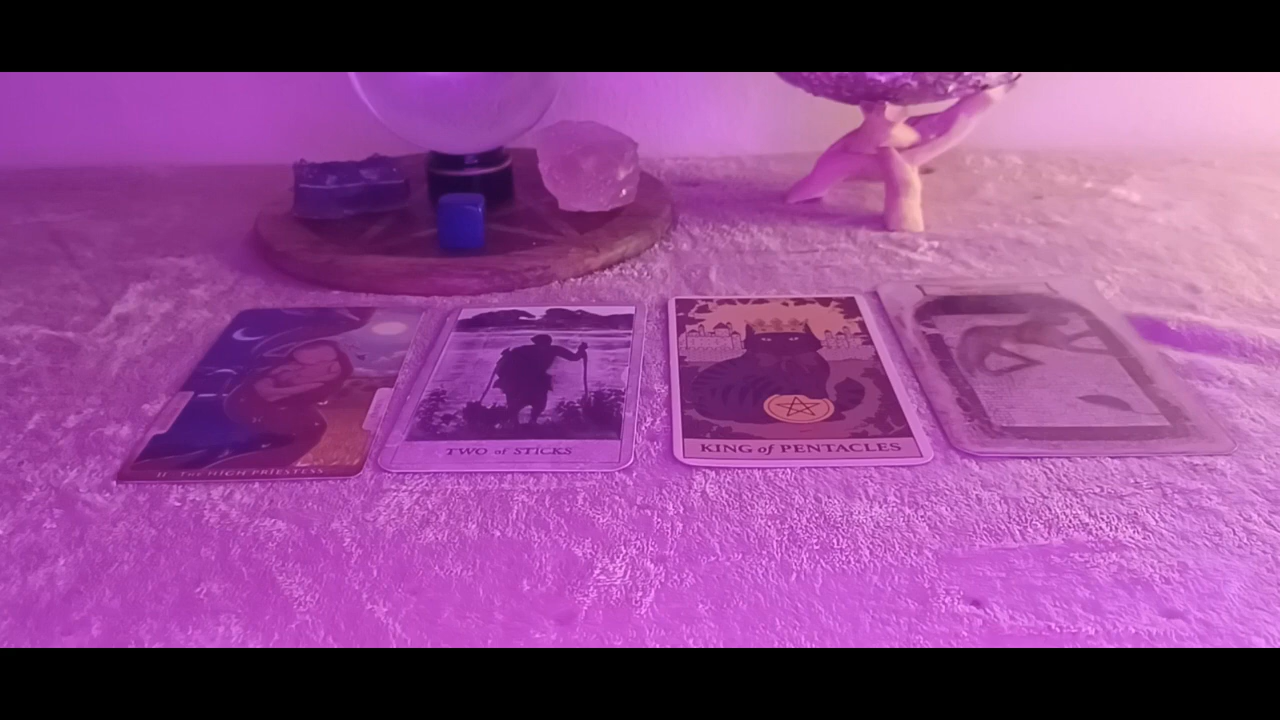 II - THE HIGH PRIESTESS
TWO of STICKS
KING of PENTACLES